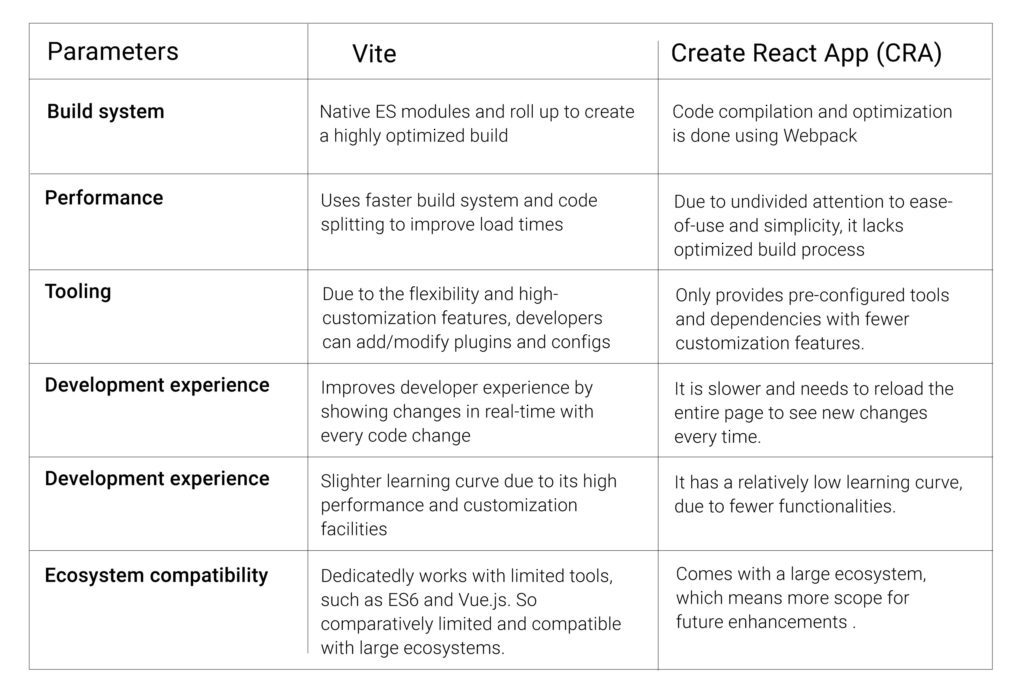 Parameters
Vite
Create React App (CRA)
Build system
Native ES modules and roll up to create
a highly optimized build
Code compilation and optimization
is done using Webpack
Performance
Uses faster build system and code
splitting to improve load times
Due to undivided attention to ease-
of-use and simplicity, it lacks
optimized build process
Tooling
Due to the flexibility and high-
customization features, developers
can add/modify plugins and configs
Only provides pre-configured tools
and dependencies with fewer
customization features.
Development experience
Improves developer experience by
showing changes in real-time with
every code change
It is slower and needs to reload the
entire page to see new changes
every time.
Development experience
Slighter learning curve due to its high
performance and customization
facilities
It has a relatively low learning curve,
due to fewer functionalities.
Ecosystem compatibility
Dedicatedly works with limited tools,
such as ES6 and Vue.js. So
comparatively limited and compatible
with large ecosystems.
Comes with a large ecosystem,
which means more scope for
future enhancements .